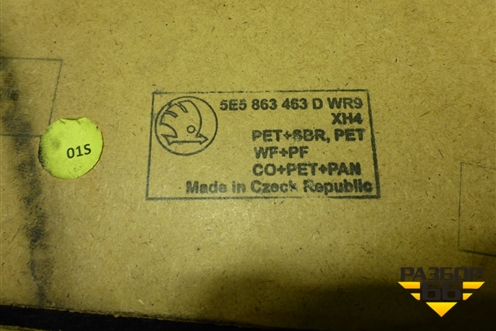 5E5 863 463 D WR9
XH4
PET+SBR, PET
WF+PF
CO+PET+PAN
Made in Czeck Republic
01S
РАЗБОР
66